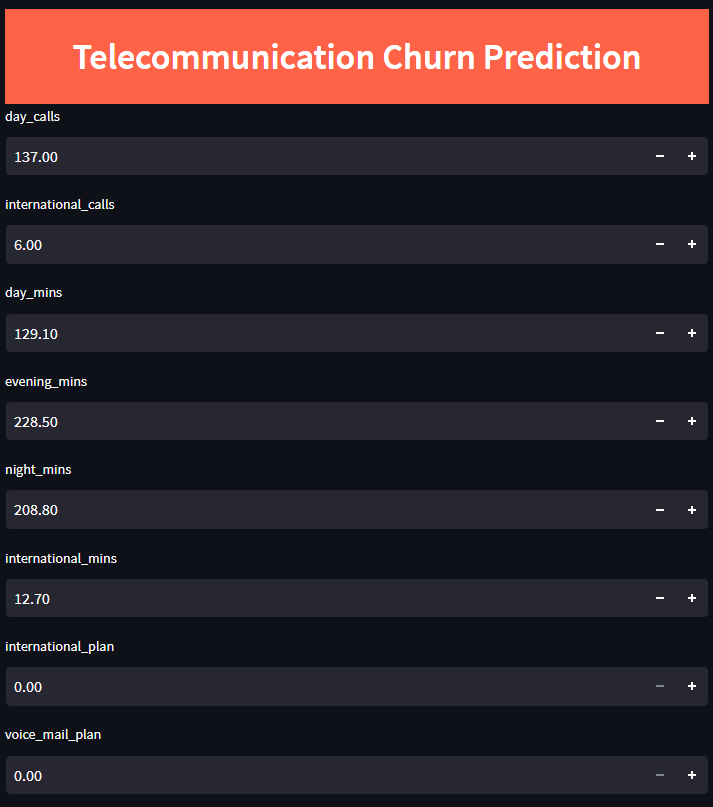 Telecommunication Churn Prediction
day_calls
137.00
international_calls
6.00
day_mins
129.10
evening_mins
228.50
night_mins
208.80
international_mins
12.70
international_plan
0.00
voice_mail_plan
0.00